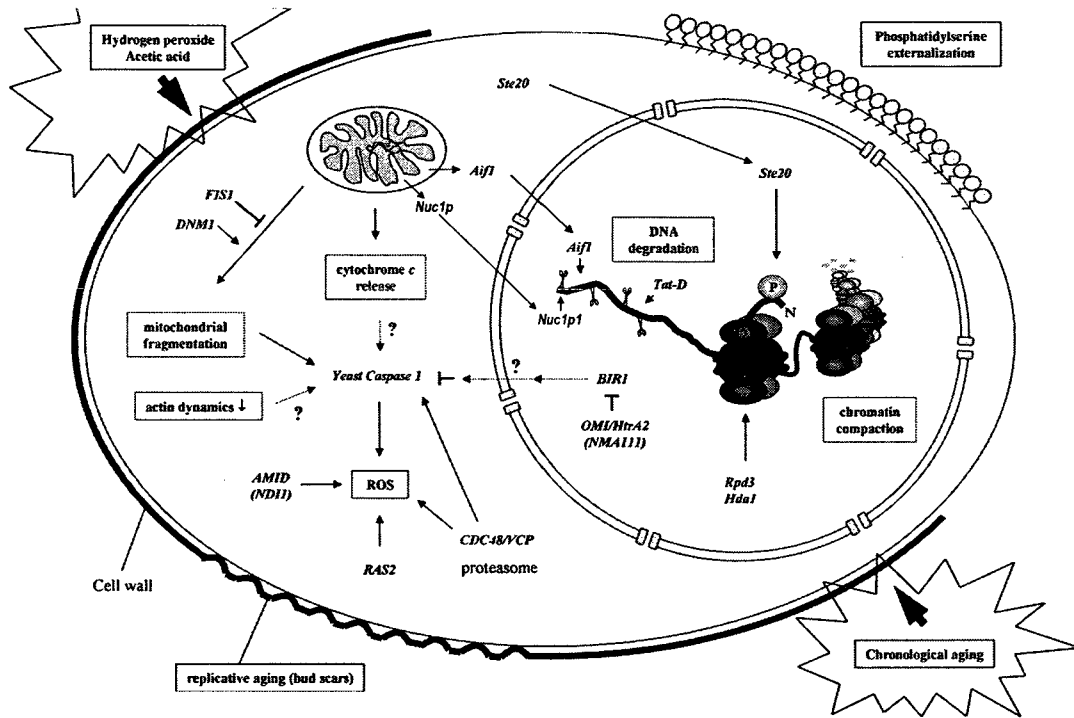 Hydrogen peroxide
Acetic acid
Phosphatidylserine
externalization
Ste20
Ste20
Aif1
Nuc1p
FIS1
DNM1
cytochrome c
release
DNA
degradation
Aif1
Tat-D
Nuc1p1
P
N
mitochondrial
fragmentation
?
Yeast Caspase 1
?
BIR1
actin dynamics ↓
?
OMI/HtrA2
(NMA111)
chromatin
compaction
AMID
(NDI1)
ROS
Rpd3
Hda1
CDC48/VCP
proteasome
RAS2
Cell wall
replicative aging (bud scars)
Chronological aging